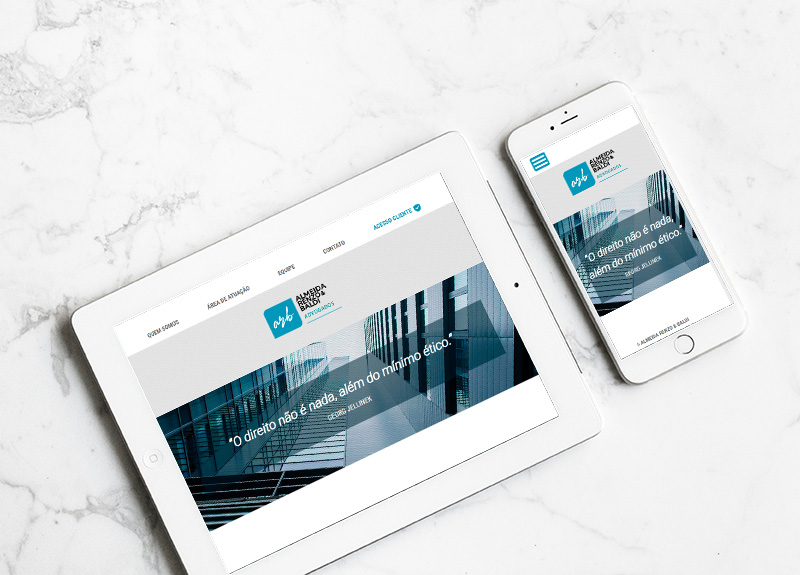 QUEM SOMOS
ÁREA DE ATUAÇÃO
EQUIPE
CONTATO
ACESSO CLIENTE
arb
ALMEIDA
RENZO &
BALDI
ADVOGADOS
"O direito não é nada, além do mínimo ético."
GEORG JELLINEK
arb
ALMEIDA
RENZO &
BALDI
ADVOGADOS
"O direito não é nada,
além do mínimo ético."
GEORG JELLINEK
© ALMEIDA RENZO & BALDI